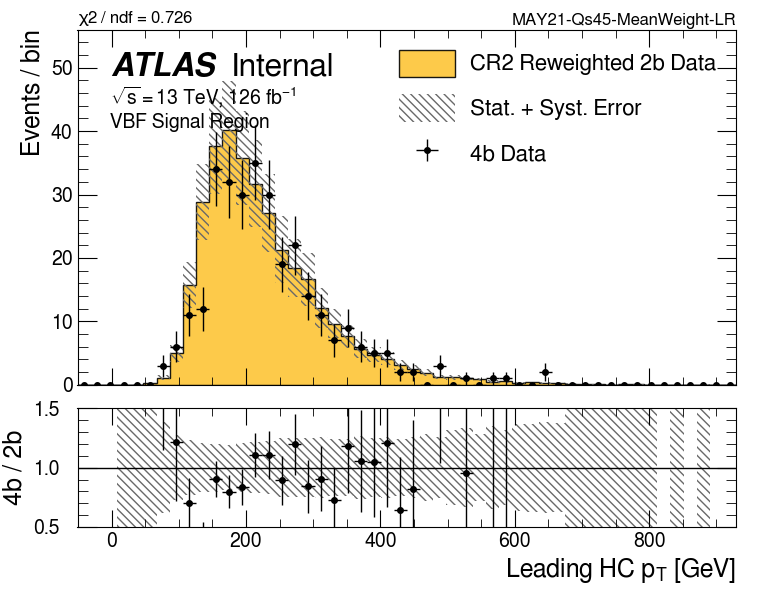 χ² / ndf = 0.726
MAY21-Qs45-MeanWeight-LR
Events / bin
50
40
30
20
10
0
ATLAS Internal
√s = 13 TeV, 126 fb⁻¹
VBF Signal Region
CR2 Reweighted 2b Data
Stat. + Syst. Error
4b Data
4b / 2b
1.5
1.0
0.5
0 200 400 600 800
Leading HC pT [GeV]